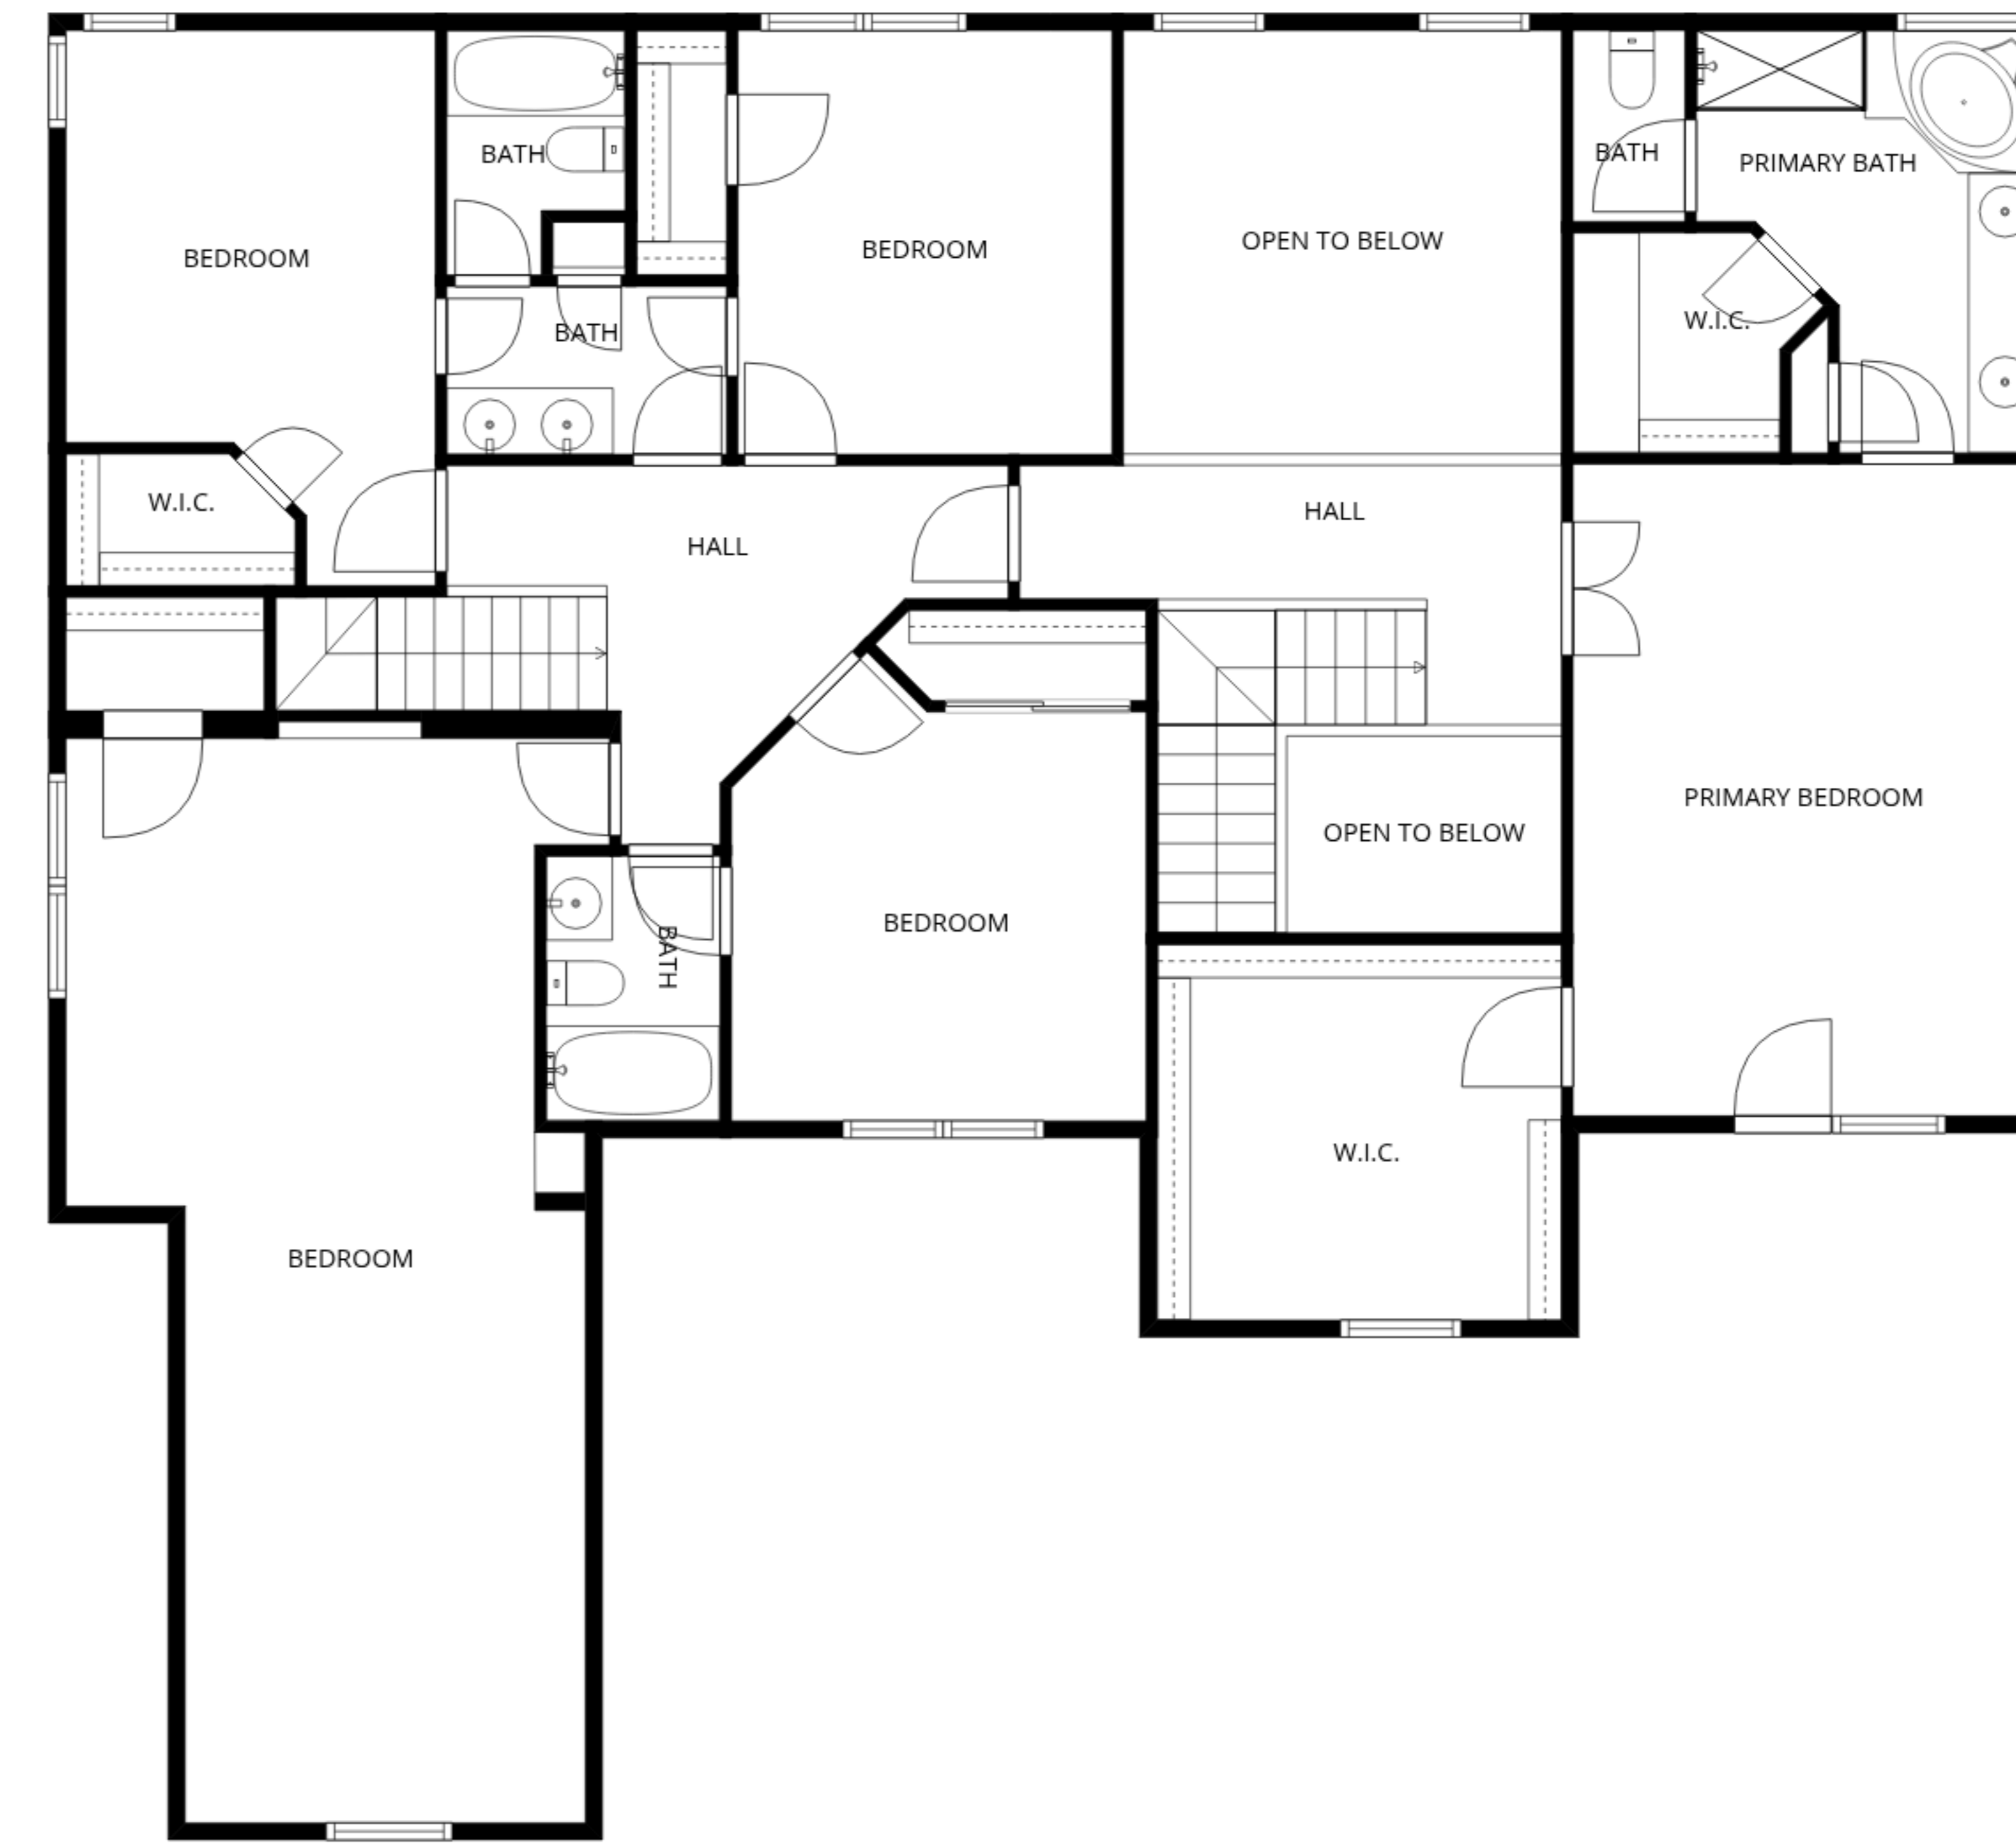 BATH
BATH
PRIMARY BATH
OPEN TO BELOW
BEDROOM
BEDROOM
W.I.C.
BATH
W.I.C.
HALL
HALL
PRIMARY BEDROOM
OPEN TO BELOW
BEDROOM
BATH
W.I.C.
BEDROOM